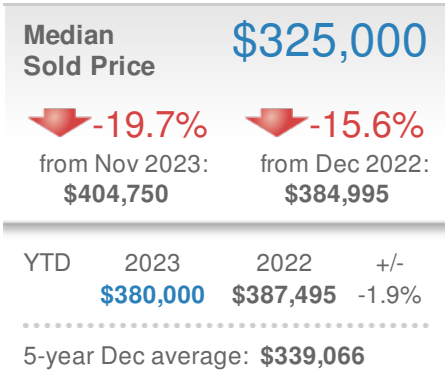 Median $325,000
Sold Price
-19.7% -15.6%
from Nov 2023: from Dec 2022:
$404,750 $384,995
YTD 2023 2022 +/-
$380,000 $387,495 -1.9%
5-year Dec average: $339,066